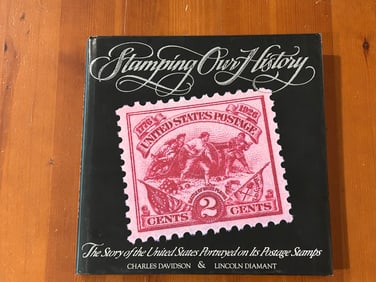 Stamping Our History
1776 1926
UNITED STATES POSTAGE
CENTS 2 CENTS
The Story of the United States Portrayed on Its Postage Stamps
CHARLES DAVIDSON & LINCOLN DIAMANT